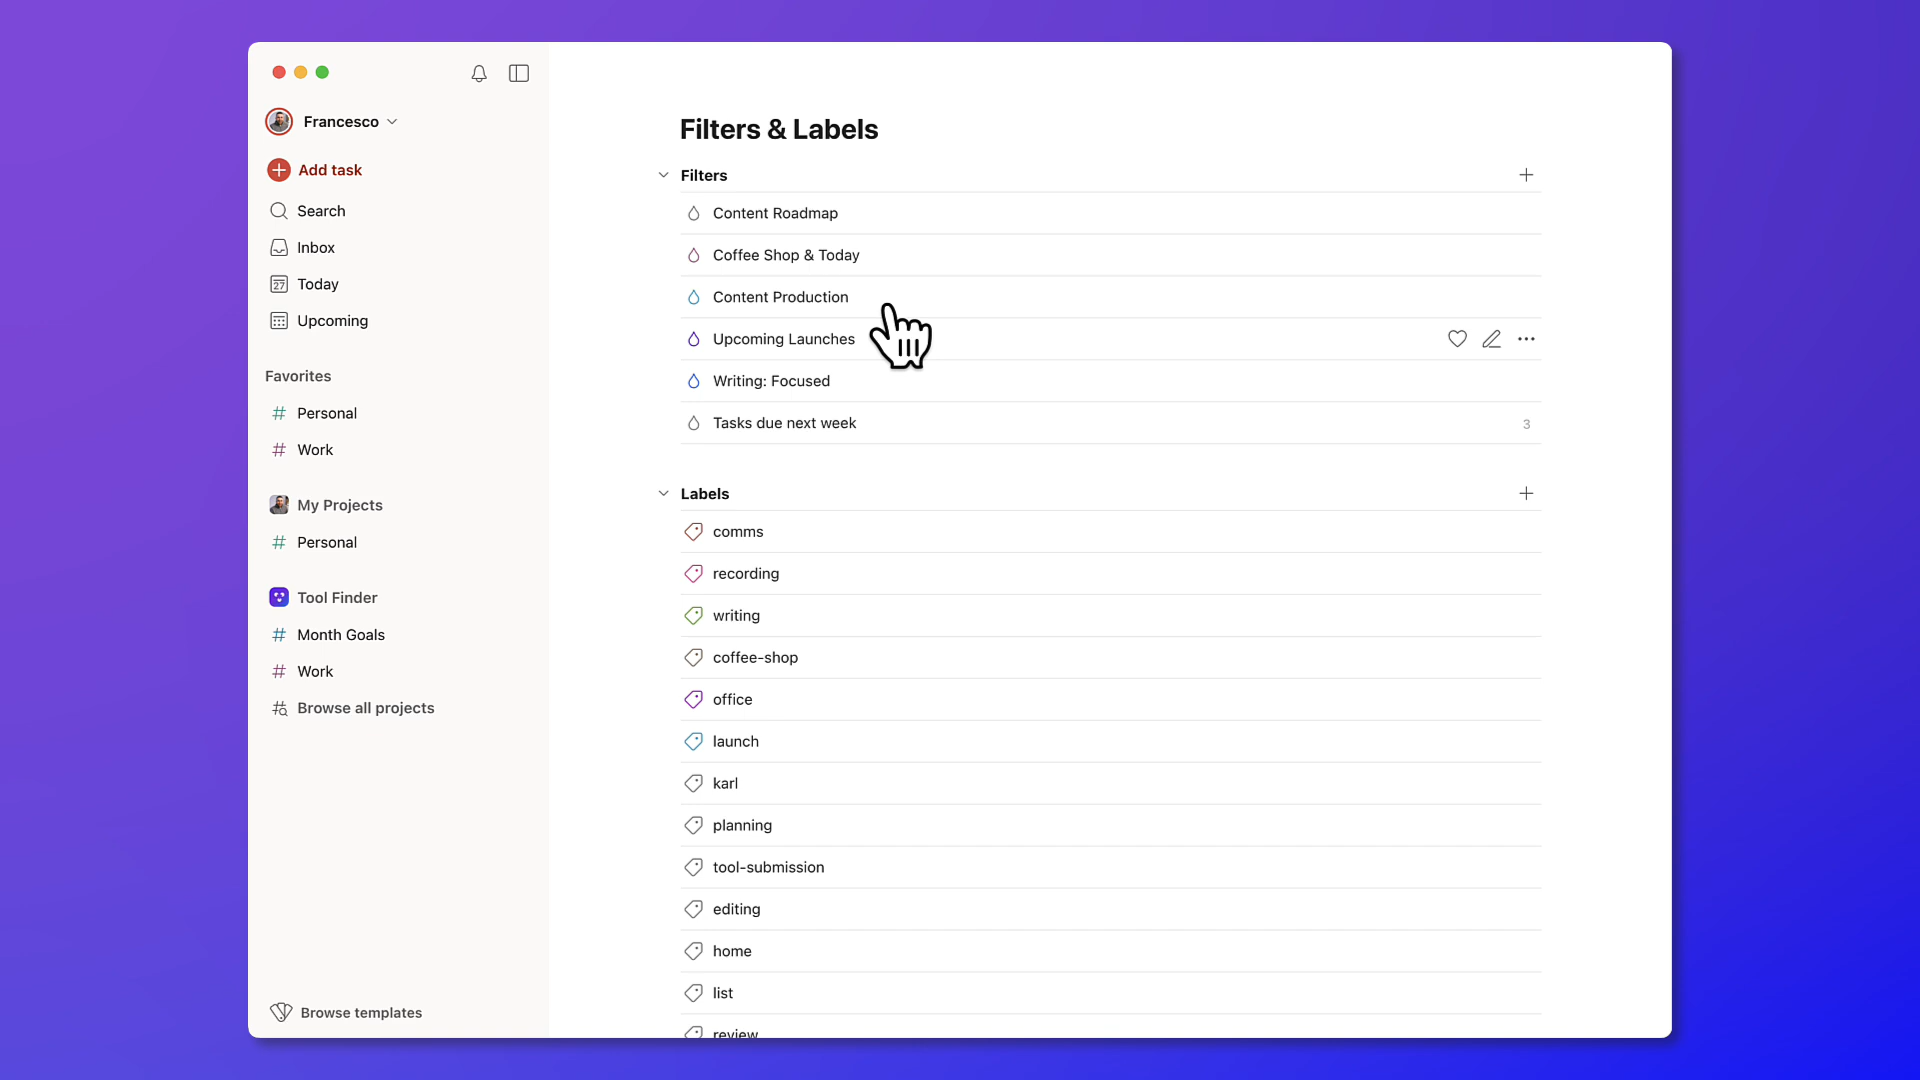 Francesco
Add task
Search
Inbox
27 Today
Upcoming
Favorites
# Personal
# Work
My Projects
# Personal
Tool Finder
# Month Goals
# Work
Browse all projects
Browse templates
Filters & Labels
Filters
Content Roadmap
Coffee Shop & Today
Content Production
Upcoming Launches
Writing: Focused
Tasks due next week 3
Labels
comms
recording
writing
coffee-shop
office
launch
karl
planning
tool-submission
editing
home
list
review